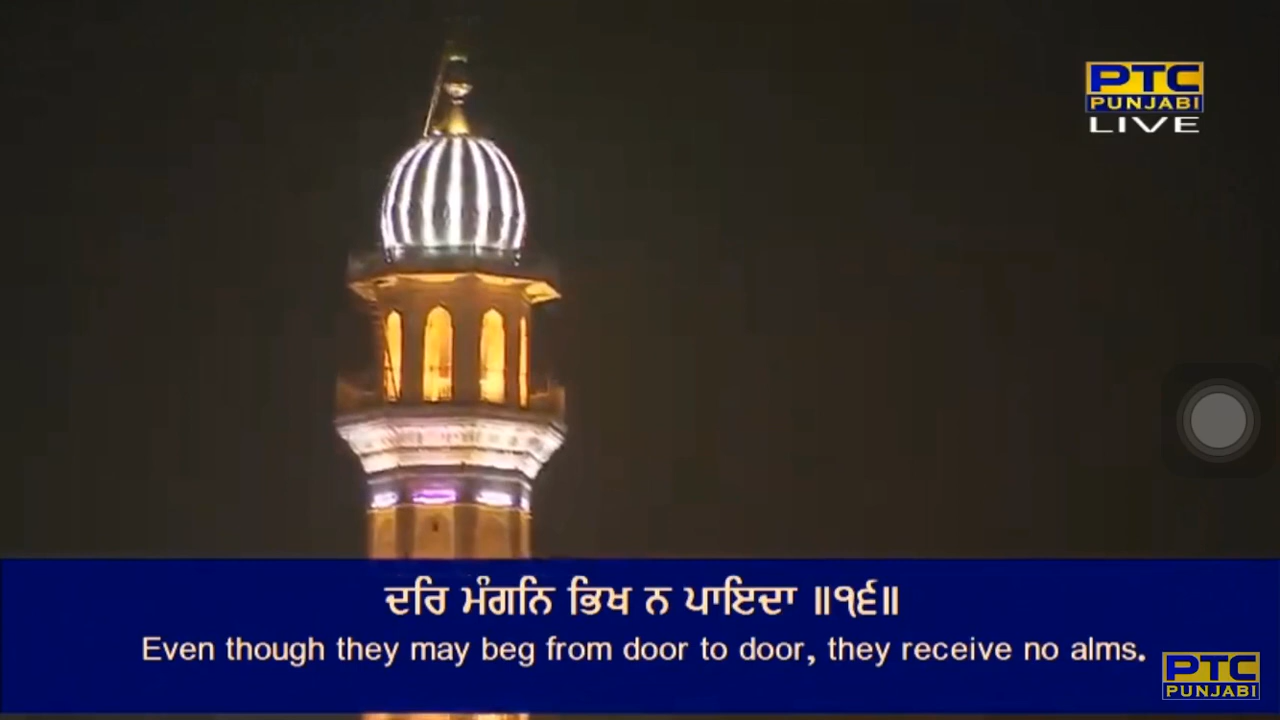 PTC
PUNJABI
LIVE
ਦਰਿ ਮੰਗਨਿ ਭਿਖ ਨ ਪਾਇਦਾ ॥੧੬॥
Even though they may beg from door to door, they receive no alms.
PTC
PUNJABI